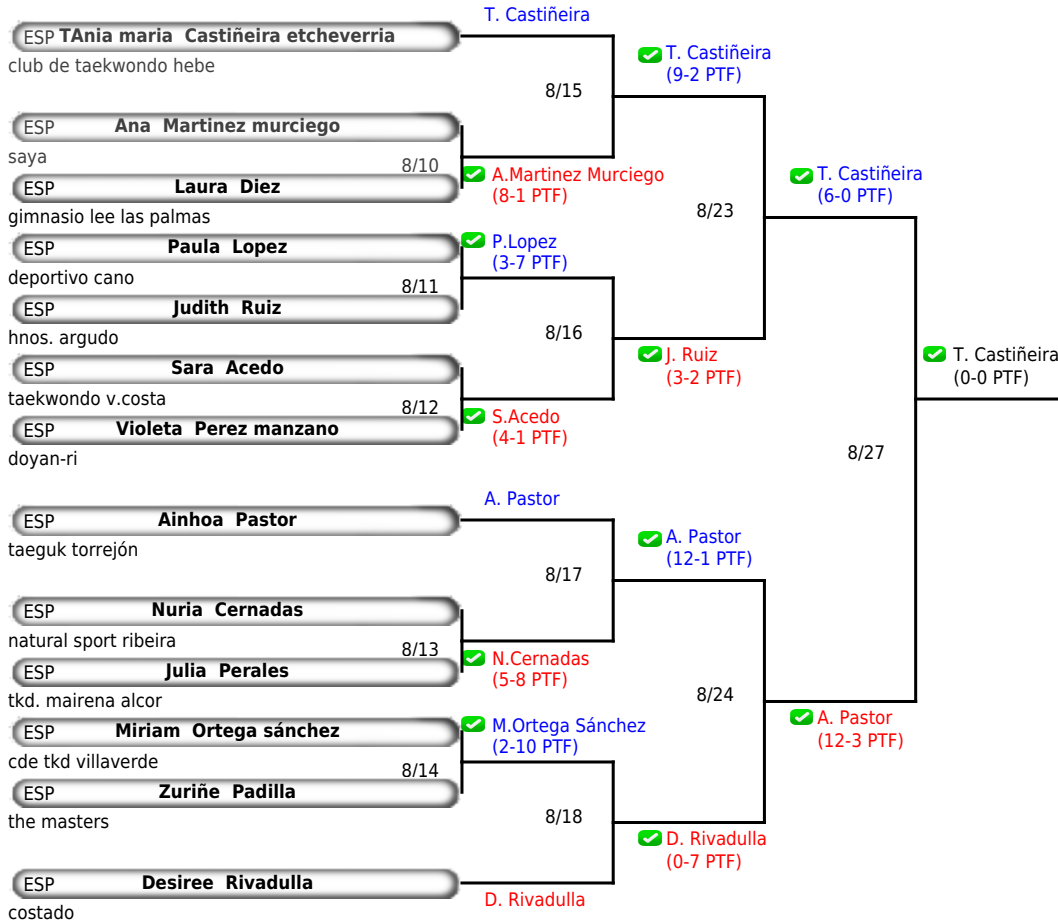 T. Castiñeira
ESP TAnia maria Castiñeira etcheverria
club de taekwondo hebe
T. Castiñeira
(9-2 PTF)
8/15
ESP Ana Martinez murciego
saya
8/10
ESP Laura Diez
A.Martinez Murciego
(8-1 PTF)
gimnasio lee las palmas
T. Castiñeira
(6-0 PTF)
8/23
ESP Paula Lopez
P.Lopez
(3-7 PTF)
deportivo cano
8/11
ESP Judith Ruiz
hnos. argudo
8/16
J. Ruiz
(3-2 PTF)
T. Castiñeira
(0-0 PTF)
ESP Sara Acedo
taekwondo v.costa
8/12
ESP Violeta Perez manzano
S.Acedo
(4-1 PTF)
doyan-ri
8/27
A. Pastor
ESP Ainhoa Pastor
taeguk torrejón
A. Pastor
(12-1 PTF)
8/17
ESP Nuria Cernadas
natural sport ribeira
8/13
ESP Julia Perales
N.Cernadas
(5-8 PTF)
tkd. mairena alcor
8/24
A. Pastor
(12-3 PTF)
ESP Miriam Ortega sánchez
M.Ortega Sánchez
(2-10 PTF)
cde tkd villaverde
8/14
ESP Zuriñe Padilla
the masters
8/18
D. Rivadulla
(0-7 PTF)
ESP Desiree Rivadulla
D. Rivadulla
costado